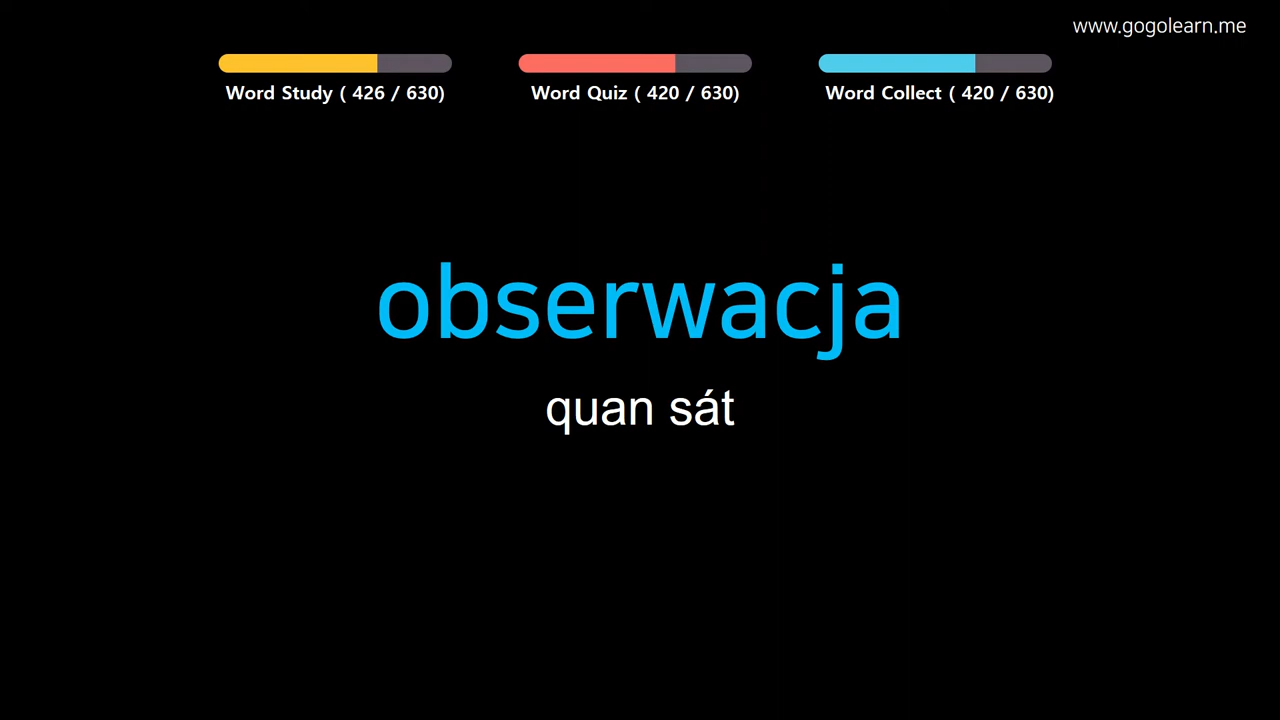 www.gogolearn.me
Word Study ( 426 / 630)
Word Quiz ( 420 / 630)
Word Collect ( 420 / 630)
obserwacja
quan sát